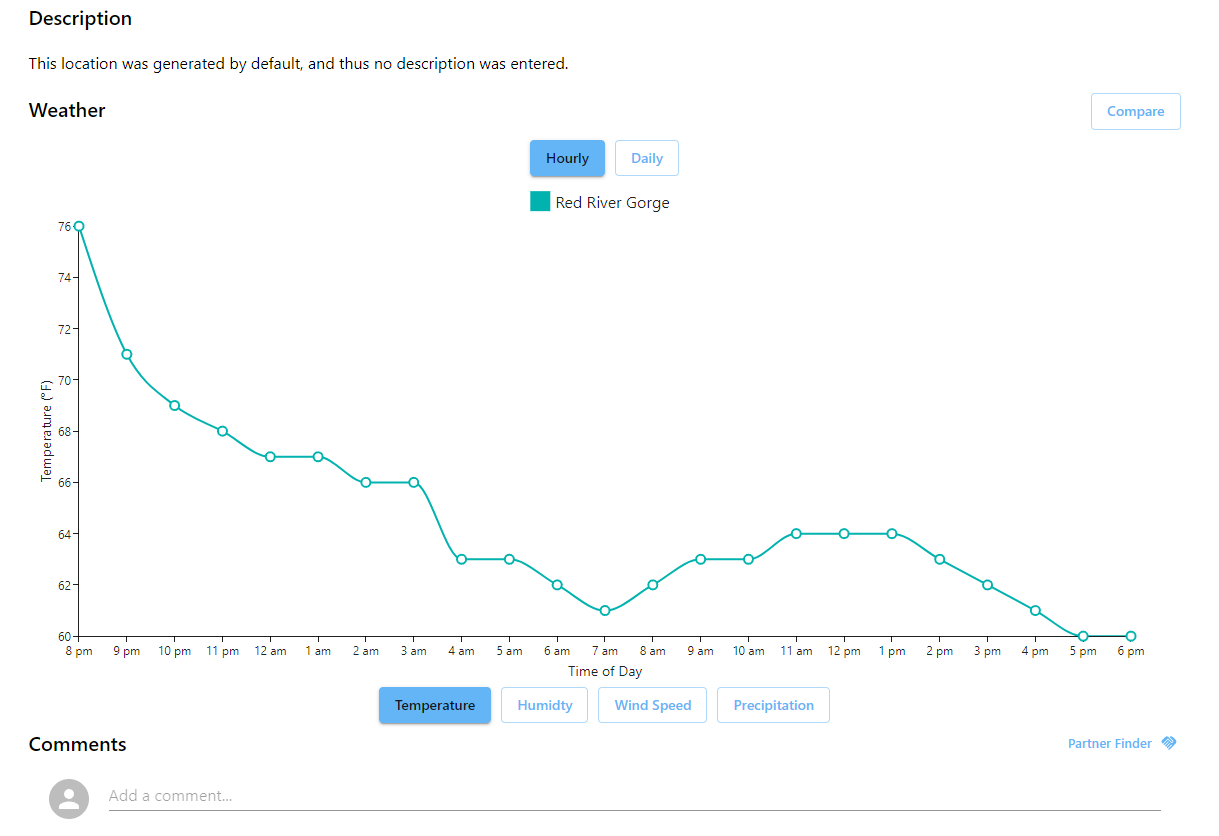 Description
This location was generated by default, and thus no description was entered.
Weather
Compare
Hourly Daily
Red River Gorge
76
74
72
70
68
66
64
62
60
Temperature (°F)
8 pm 9 pm 10 pm 11 pm 12 am 1 am 2 am 3 am 4 am 5 am 6 am 7 am 8 am 9 am 10 am 11 am 12 pm 1 pm 2 pm 3 pm 4 pm 5 pm 6 pm
Time of Day
Temperature Humidty Wind Speed Precipitation
Comments
Partner Finder
Add a comment...